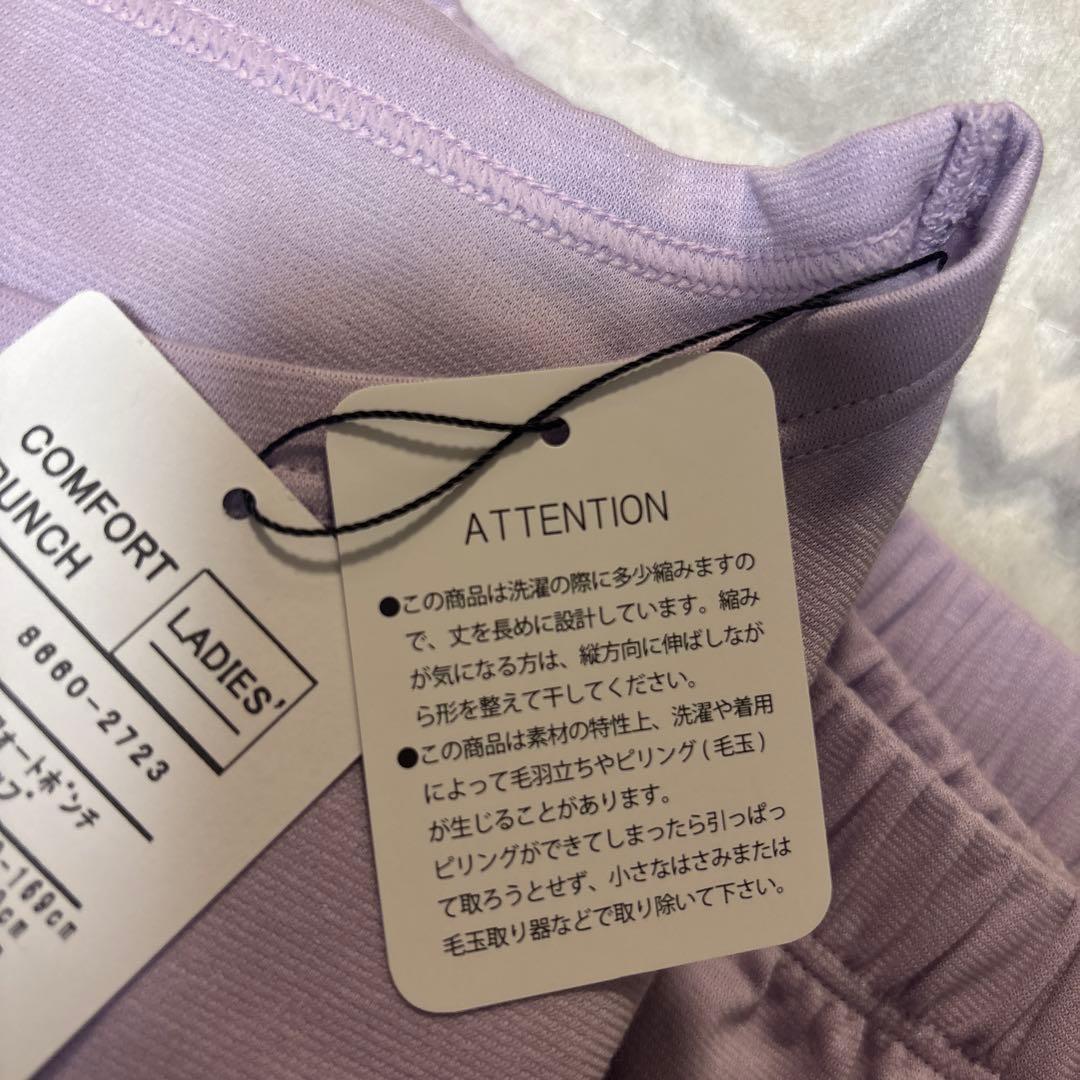 COMFORT
PUNCH
LADIES'
8660-2723
オートポンチ
-169cm
cm
ATTENTION
●この商品は洗濯の際に多少縮みますの
で、丈を長めに設計しています。縮み
が気になる方は、縦方向に伸ばしなが
ら形を整えて干してください。
●この商品は素材の特性上、洗濯や着用
によって毛羽立ちやピリング(毛玉)
が生じることがあります。
ピリングができてしまったら引っぱっ
て取ろうとせず、小さなはさみまたは
毛玉取り器などで取り除いて下さい。